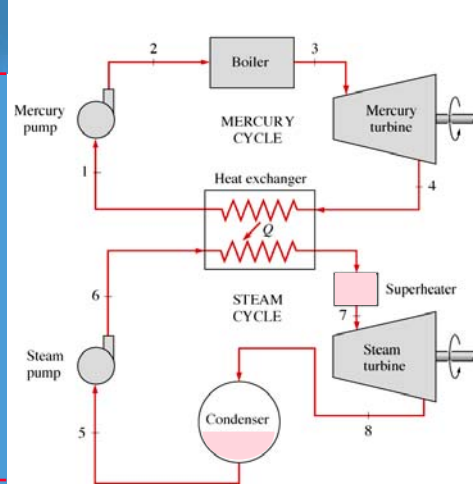 2
Boiler
3
Mercury
pump
MERCURY
CYCLE
Mercury
turbine
1
Heat exchanger
4
Q
6
STEAM
CYCLE
Superheater
7
Steam
pump
Steam
turbine
Condenser
5
8